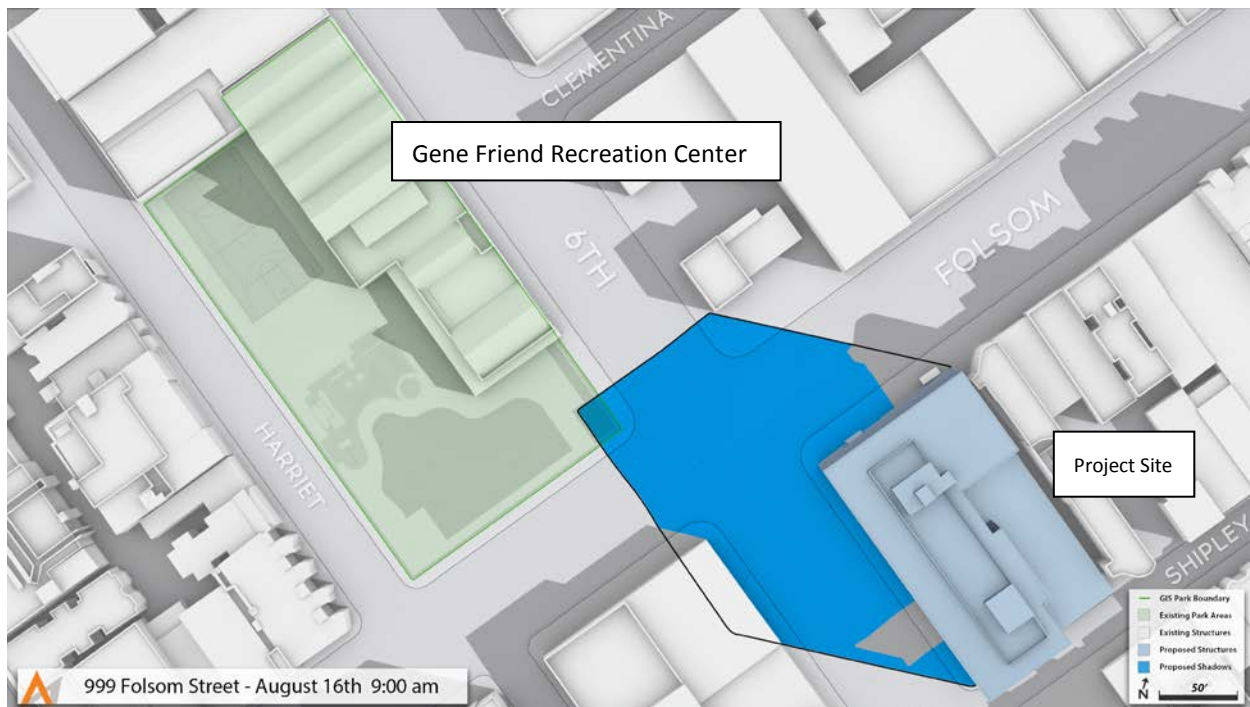 CLEMENTINA
Gene Friend Recreation Center
6TH
FOLSOM
HARRIET
Project Site
SHIPLEY
GIS Park Boundary
Existing Park Areas
Existing Structures
Proposed Structures
Proposed Shadows
N
50'
999 Folsom Street - August 16th 9:00 am